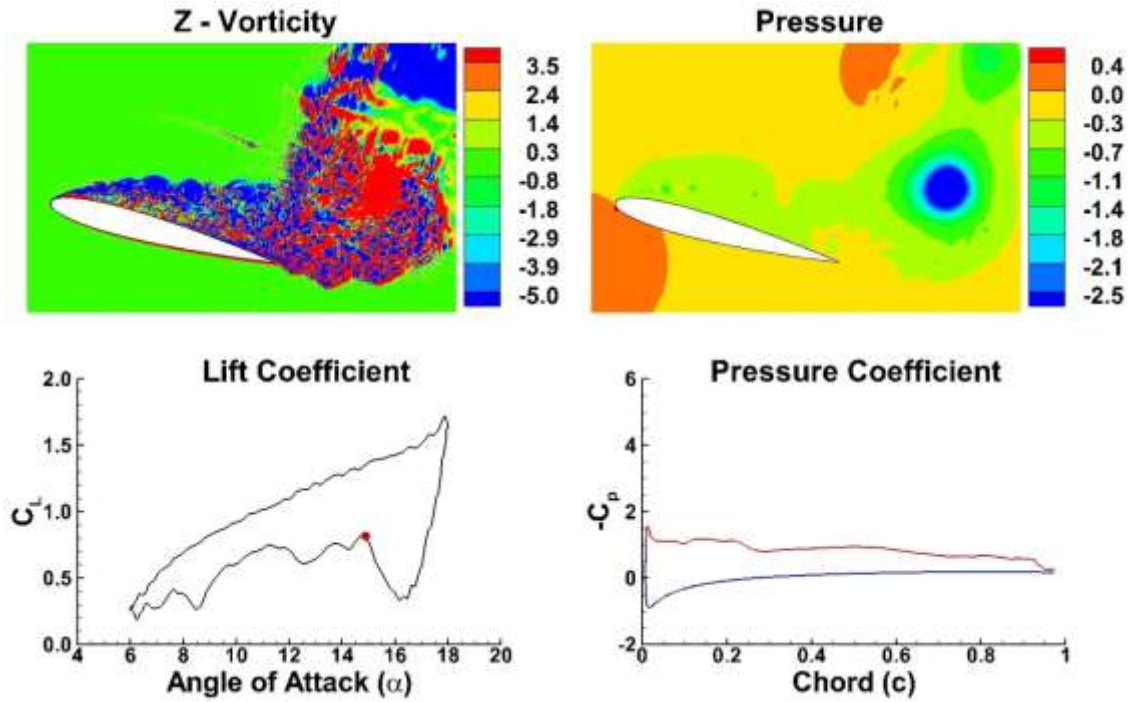 Z - Vorticity
3.5
2.4
1.4
0.3
-0.8
-1.8
-2.9
-3.9
-5.0
Pressure
0.4
0.0
-0.3
-0.7
-1.1
-1.4
-1.8
-2.1
-2.5
Lift Coefficient
2.0
1.5
1.0
0.5
0.0
C_L
4 6 8 10 12 14 16 18 20
Angle of Attack (α)
Pressure Coefficient
6
4
2
0
-2
-C_p
0 0.2 0.4 0.6 0.8 1
Chord (c)